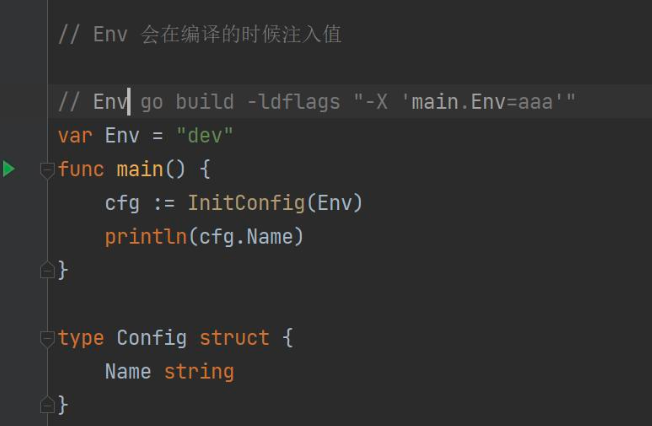 // Env 会在编译的时候注入值
// Env go build -ldflags "-X 'main.Env=aaa'"
var Env = "dev"
func main() {
    cfg := InitConfig(Env)
    println(cfg.Name)
}
type Config struct {
    Name string
}